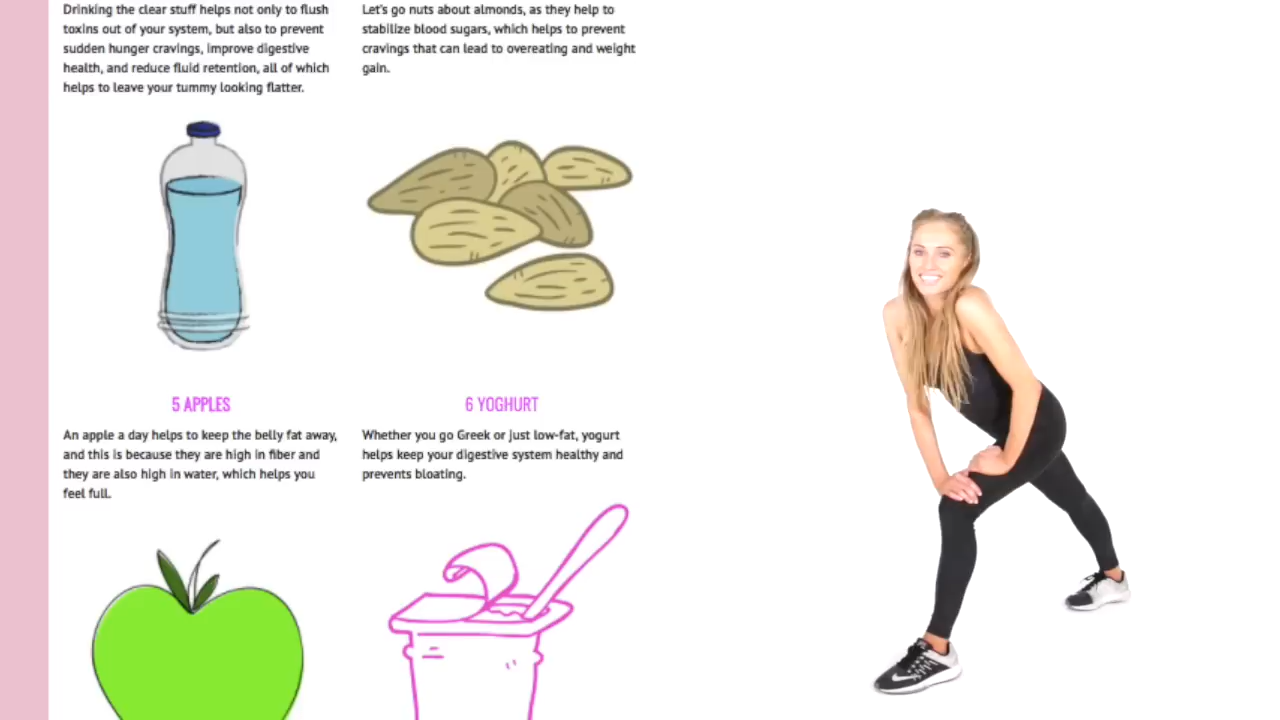 Drinking the clear stuff helps not only to flush
toxins out of your system, but also to prevent
sudden hunger cravings, improve digestive
health, and reduce fluid retention, all of which
helps to leave your tummy looking flatter.
Let's go nuts about almonds, as they help to
stabilize blood sugars, which helps to prevent
cravings that can lead to overeating and weight
gain.
5 APPLES
An apple a day helps to keep the belly fat away,
and this is because they are high in fiber and
they are also high in water, which helps you
feel full.
6 YOGHURT
Whether you go Greek or just low-fat, yogurt
helps keep your digestive system healthy and
prevents bloating.